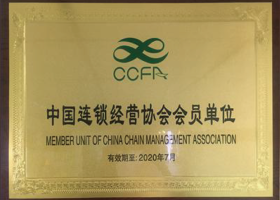 CCFA
中国连锁经营协会会员单位
MEMBER UNIT OF CHINA CHAIN MANAGEMENT ASSOCIATION
有效期至:2020年7月